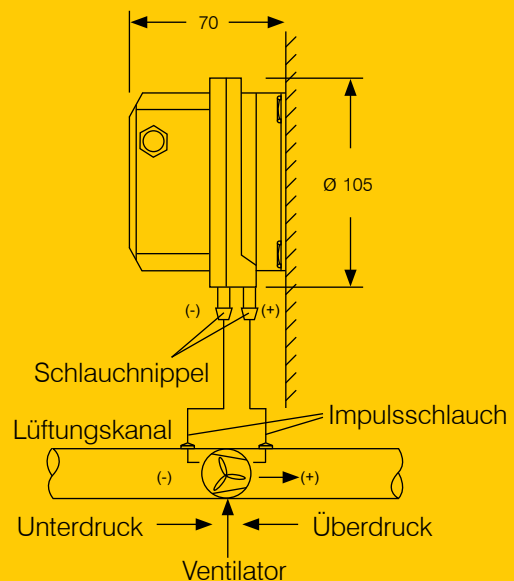 70
Ø 105
(-) (+)
Schlauchnippel
Impulsschlauch
Lüftungskanal
(-) (+)
Unterdruck Überdruck
Ventilator